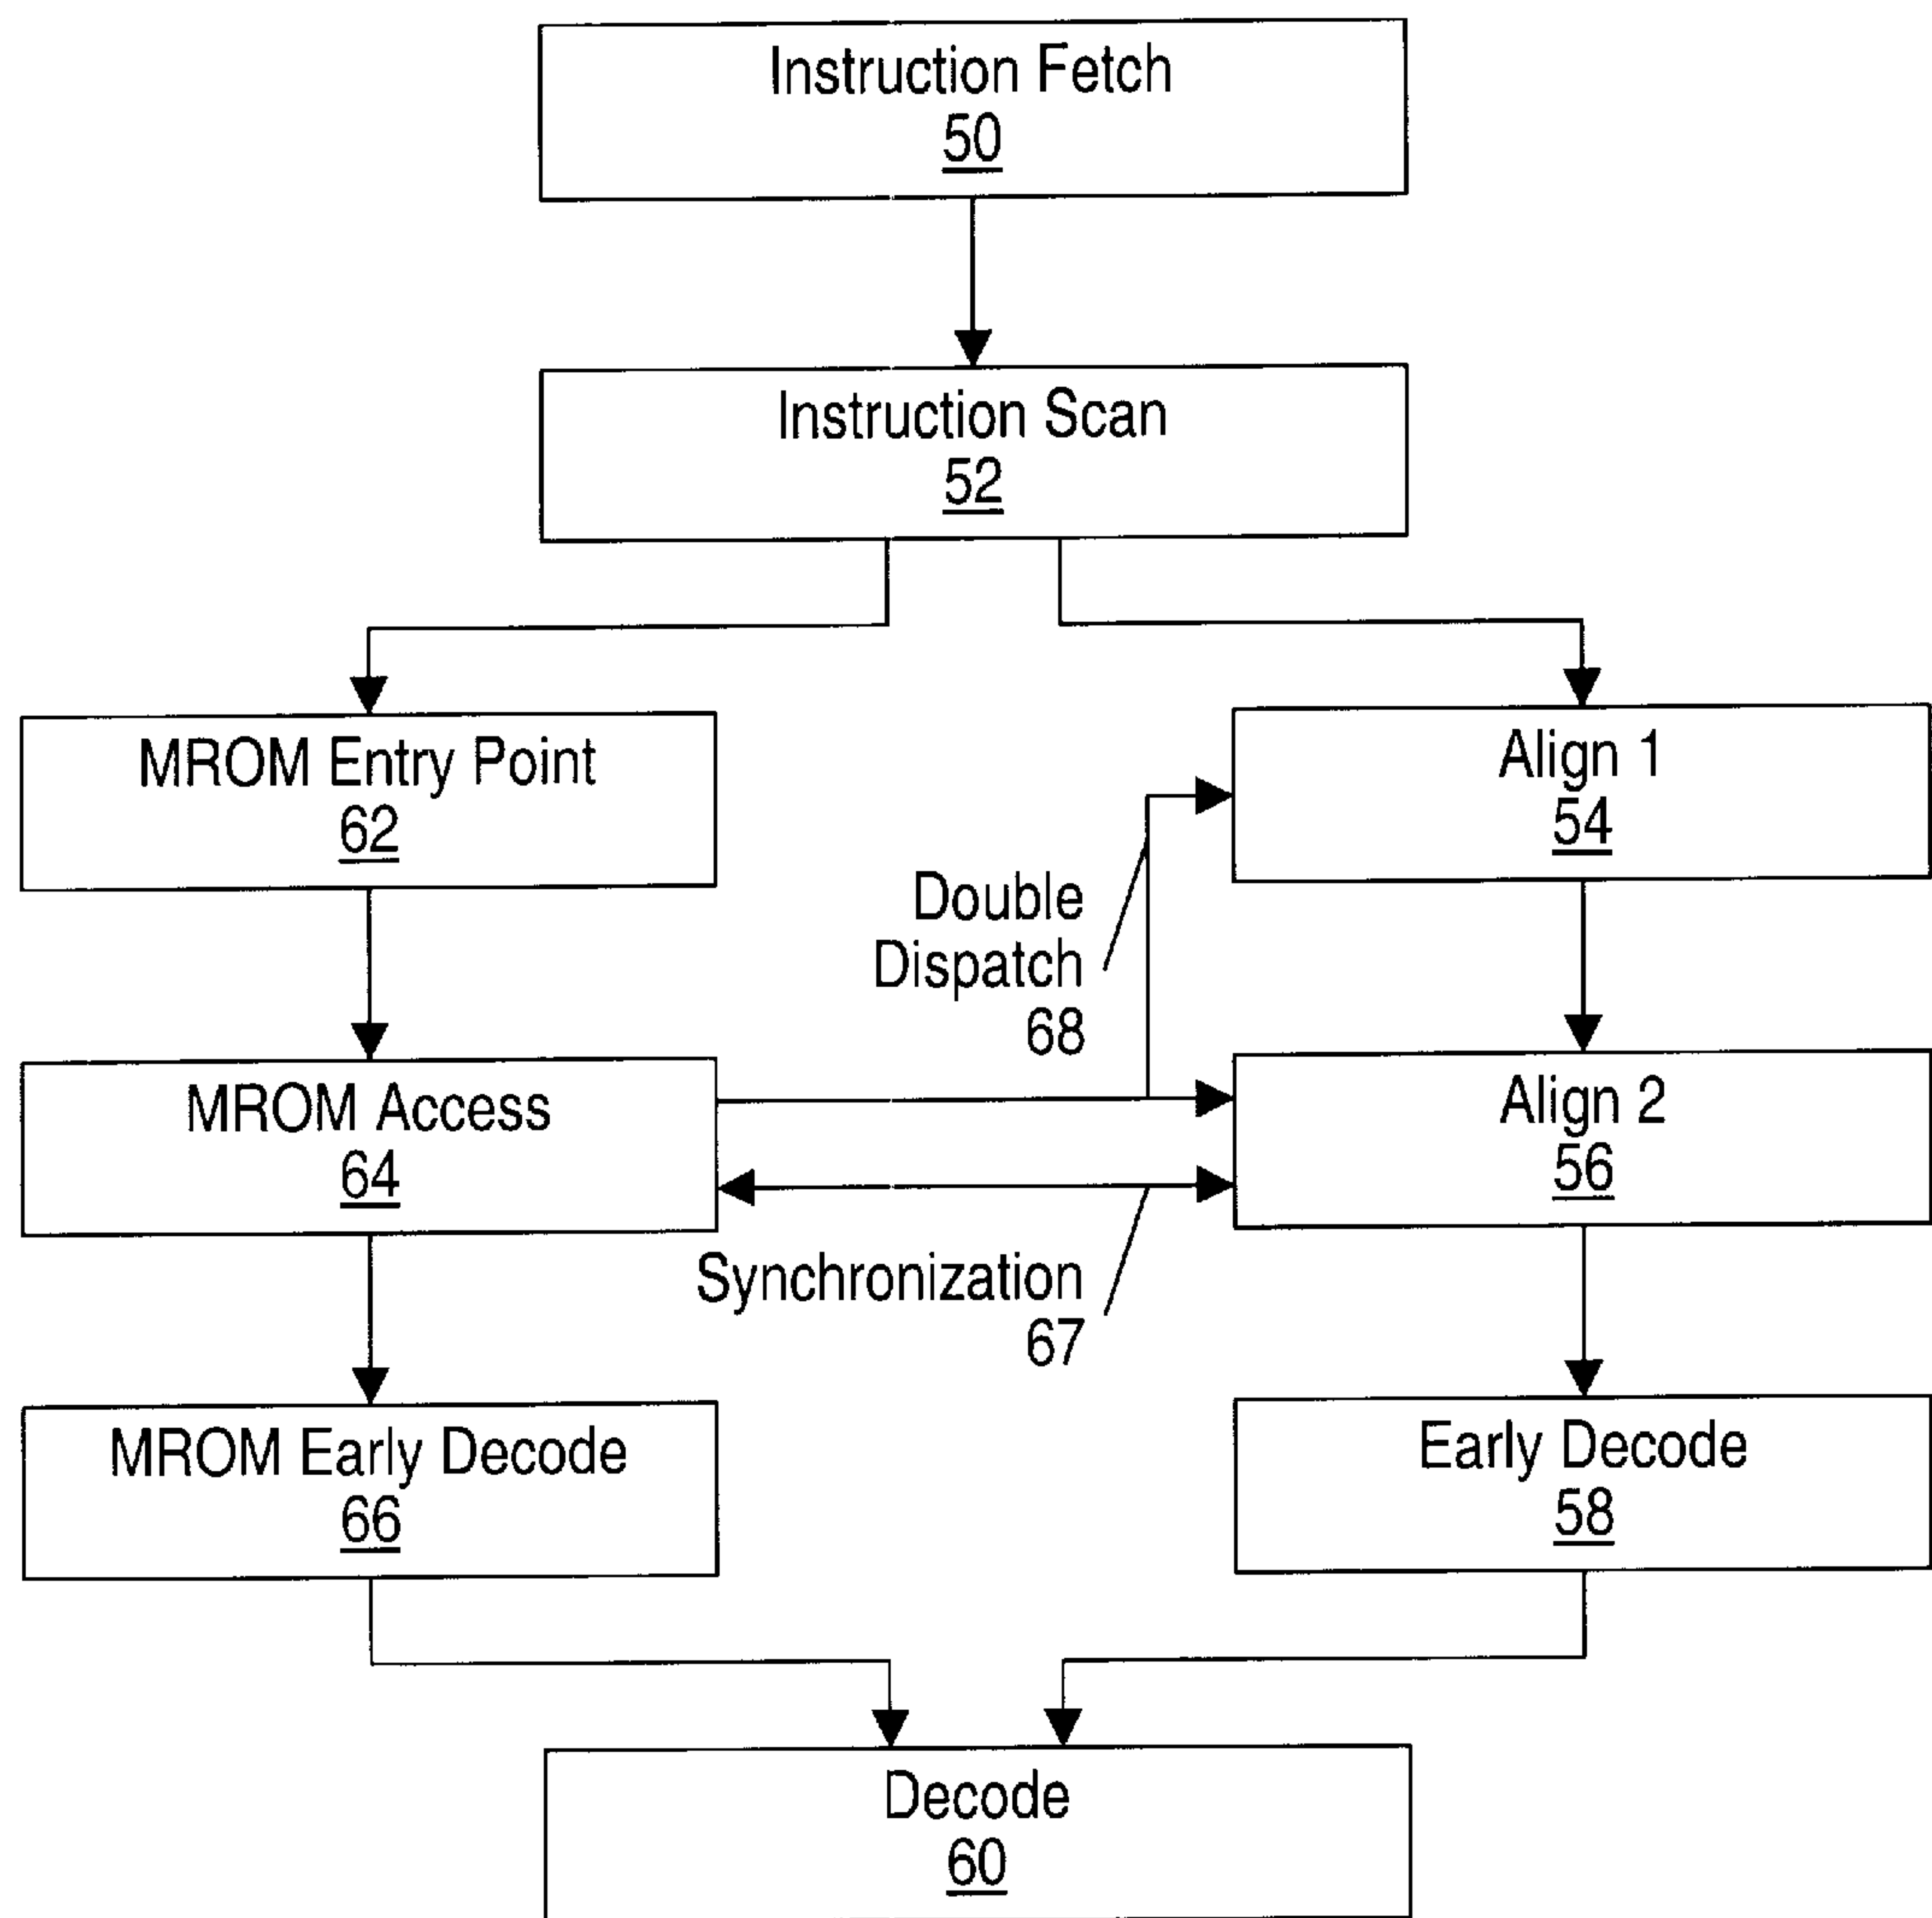 Instruction Fetch
50
Instruction Scan
52
MROM Entry Point
62
Align 1
54
Double
Dispatch
68
MROM Access
64
Align 2
56
Synchronization
67
MROM Early Decode
66
Early Decode
58
Decode
60